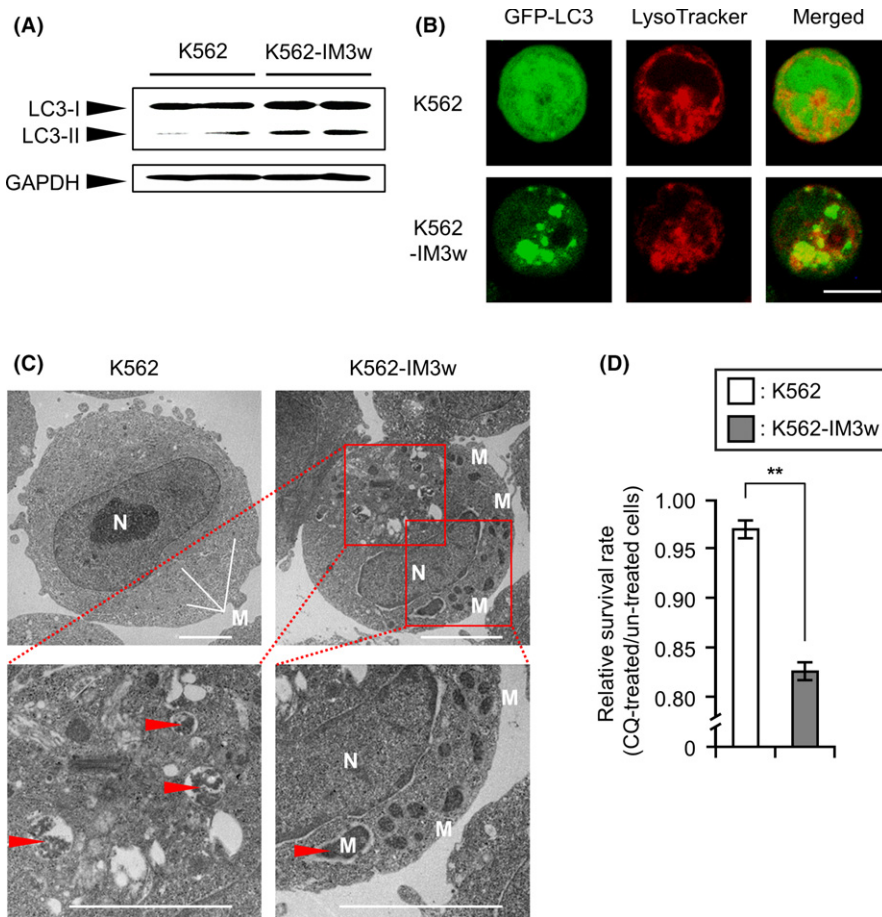 (A)
K562 K562-IM3w
LC3-I
LC3-II
GAPDH
(B)
GFP-LC3 LysoTracker Merged
K562
K562
-IM3w
(C)
K562 K562-IM3w
N
M
M
M
N
M
M
N
M
M
(D)
: K562
: K562-IM3w
**
Relative survival rate
(CQ-treated/un-treated cells)
1.00
0.95
0.90
0.85
0.80
0